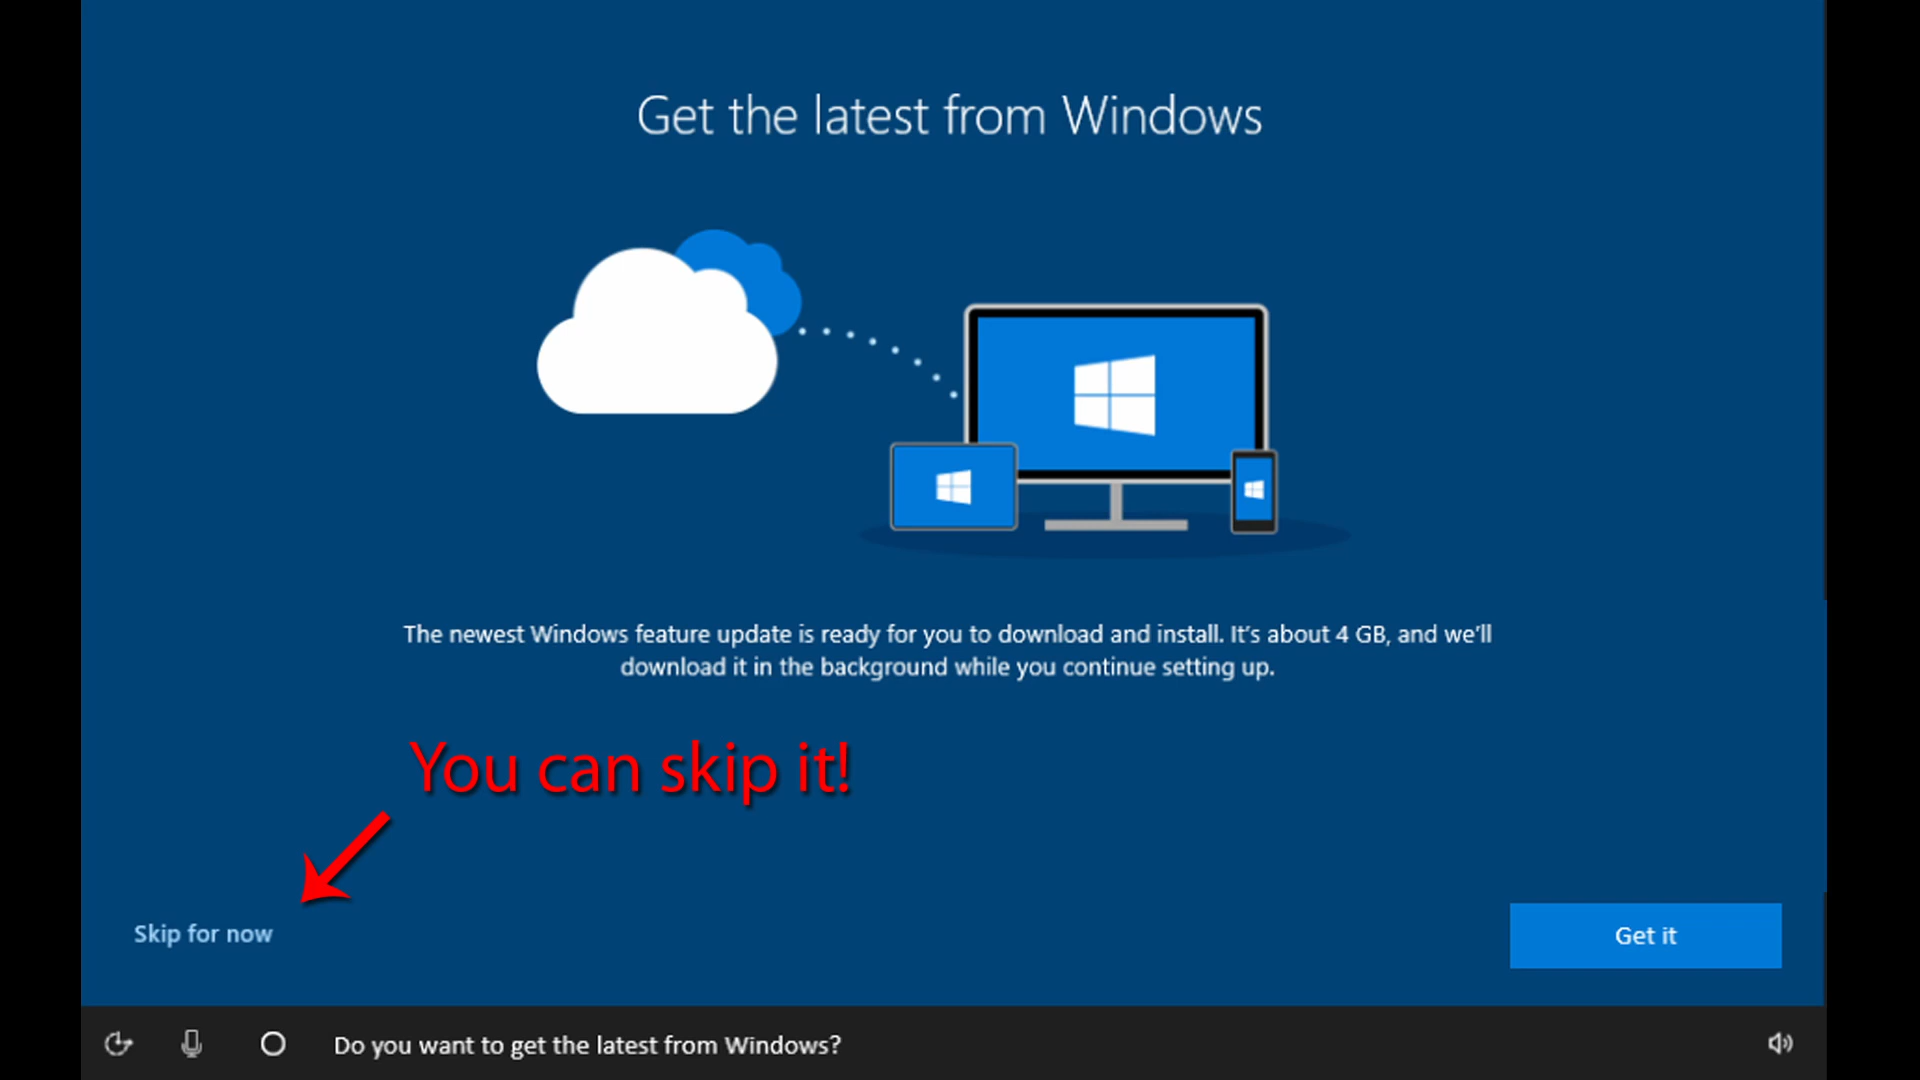 Get the latest from Windows
The newest Windows feature update is ready for you to download and install. It's about 4 GB, and we'll
download it in the background while you continue setting up.
You can skip it!
Skip for now
Get it
Do you want to get the latest from Windows?